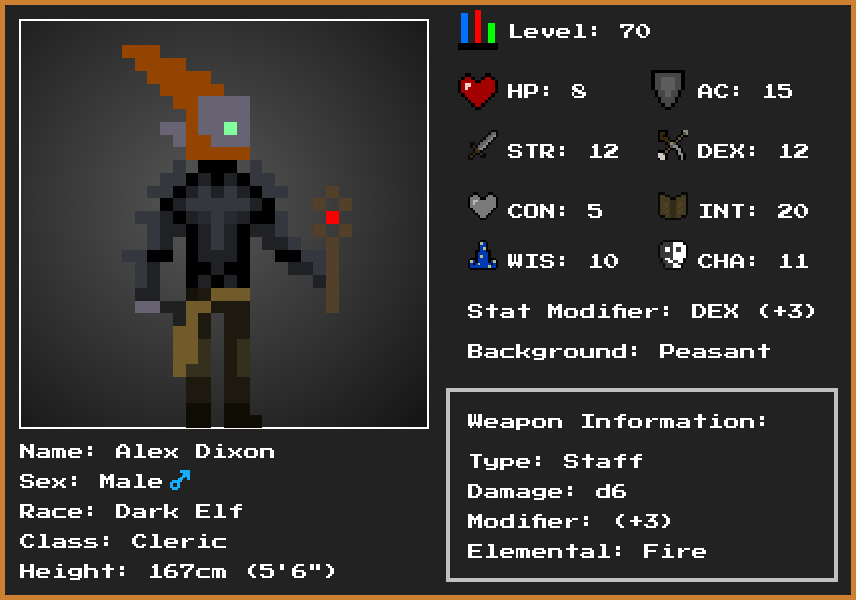 Level: 70
HP: 8 AC: 15
STR: 12 DEX: 12
CON: 5 INT: 20
WIS: 10 CHA: 11
Stat Modifier: DEX (+3)
Background: Peasant
Weapon Information:
Type: Staff
Damage: d6
Modifier: (+3)
Elemental: Fire
Name: Alex Dixon
Sex: Male ♂
Race: Dark Elf
Class: Cleric
Height: 167cm (5'6")